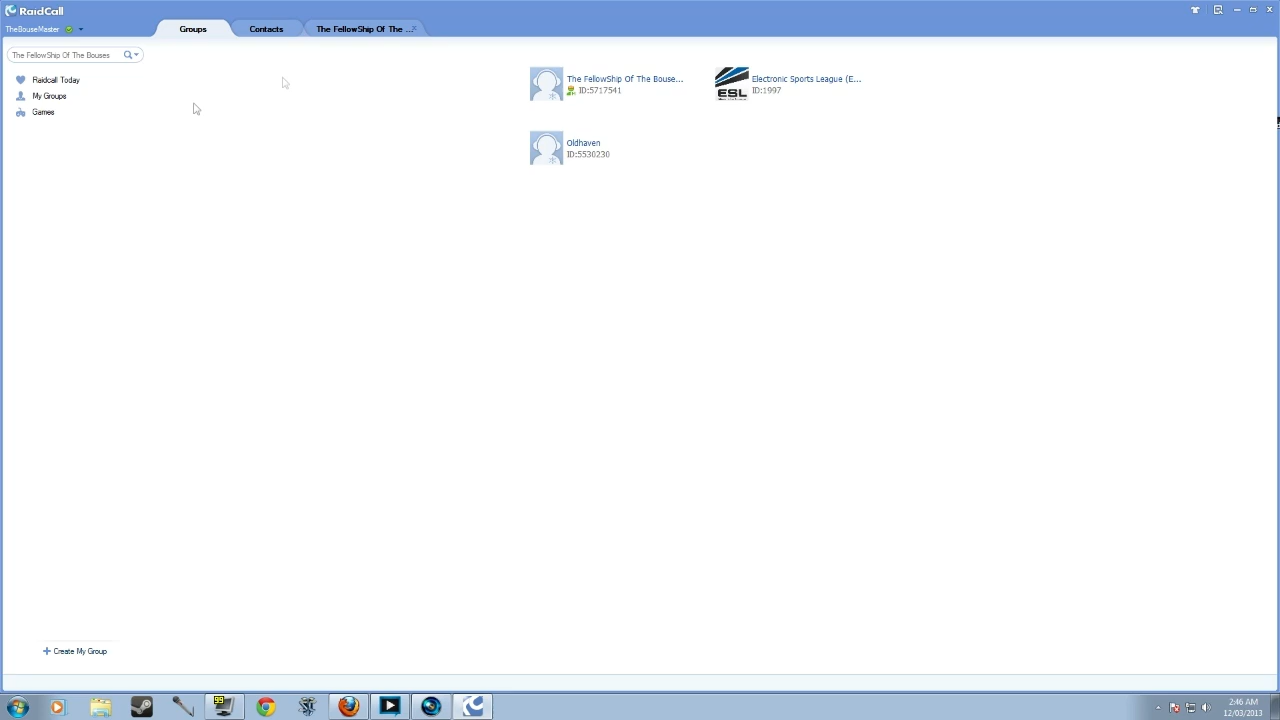 RaidCall
TheBouseMaster
Groups
Contacts
The FellowShip Of The ...
The FellowShip Of The Bouses
Raidcall Today
My Groups
Games
The FellowShip Of The Bouse...
ID:5717541
Electronic Sports League (E...
ESL
ID:1997
Oldhaven
ID:5530230
Create My Group
99
2:46 AM
12/03/2013